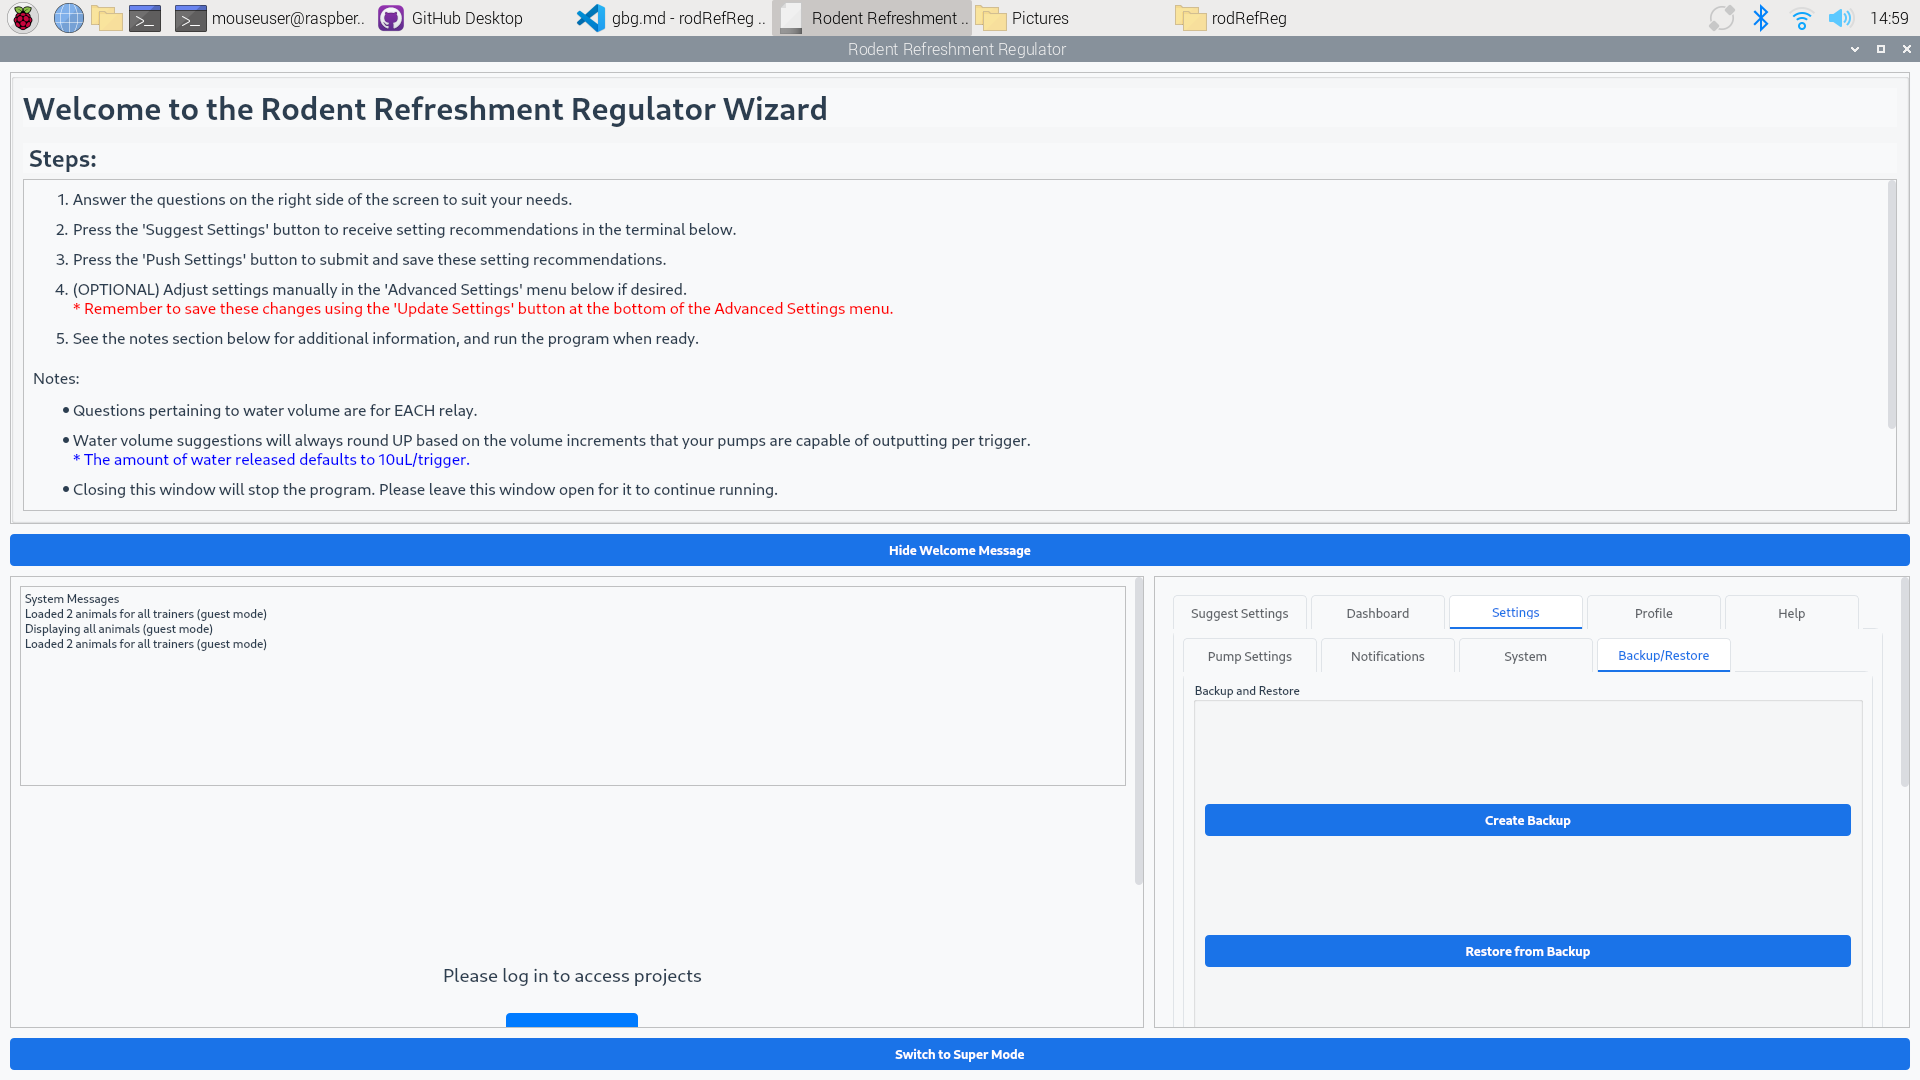 mouseuser@raspber..
GitHub Desktop
gbg.md - rodRefReg ..
Rodent Refreshment ..
Pictures
rodRefReg
14:59
Rodent Refreshment Regulator
Welcome to the Rodent Refreshment Regulator Wizard
Steps:
1. Answer the questions on the right side of the screen to suit your needs.
2. Press the 'Suggest Settings' button to receive setting recommendations in the terminal below.
3. Press the 'Push Settings' button to submit and save these setting recommendations.
4. (OPTIONAL) Adjust settings manually in the 'Advanced Settings' menu below if desired.
* Remember to save these changes using the 'Update Settings' button at the bottom of the Advanced Settings menu.
5. See the notes section below for additional information, and run the program when ready.
Notes:
• Questions pertaining to water volume are for EACH relay.
• Water volume suggestions will always round UP based on the volume increments that your pumps are capable of outputting per trigger.
* The amount of water released defaults to 10uL/trigger.
• Closing this window will stop the program. Please leave this window open for it to continue running.
Hide Welcome Message
System Messages
Loaded 2 animals for all trainers (guest mode)
Displaying all animals (guest mode)
Loaded 2 animals for all trainers (guest mode)
Please log in to access projects
Suggest Settings
Dashboard
Settings
Profile
Help
Pump Settings
Notifications
System
Backup/Restore
Backup and Restore
Create Backup
Restore from Backup
Switch to Super Mode